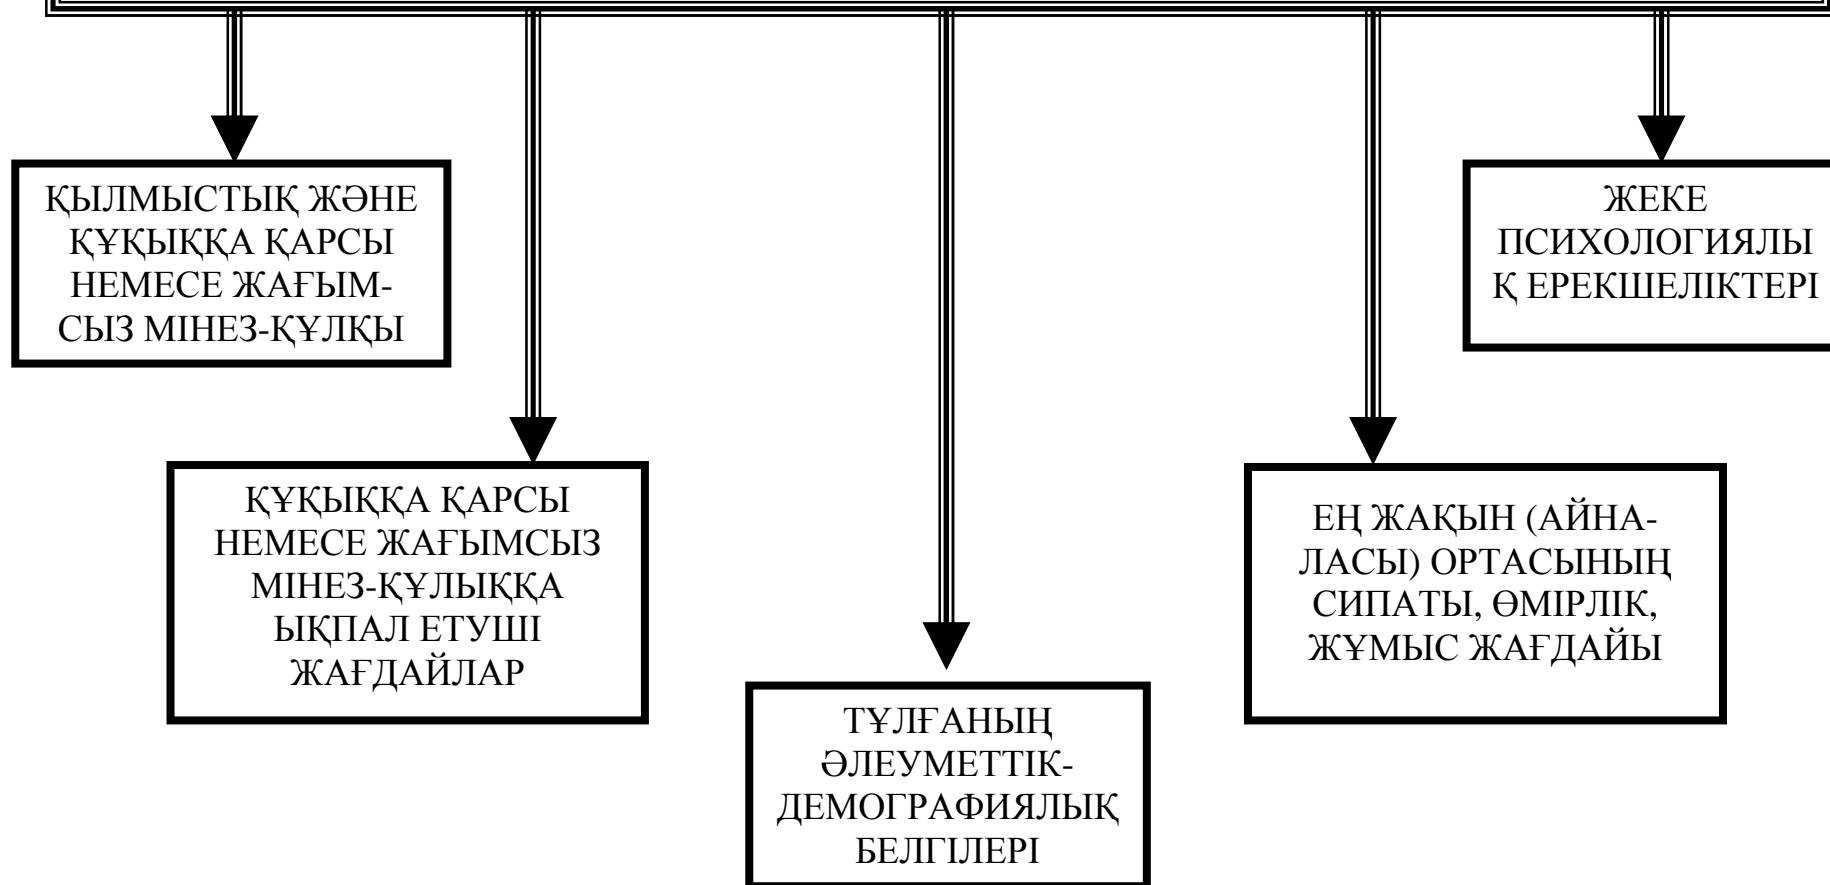 ҚЫЛМЫСТЫҚ ЖӘНЕ
ҚҰҚЫҚҚА ҚАРСЫ
НЕМЕСЕ ЖАҒЫМ-
СЫЗ МІНЕЗ-ҚҰЛҚЫ
ҚҰҚЫҚҚА ҚАРСЫ
НЕМЕСЕ ЖАҒЫМСЫЗ
МІНЕЗ-ҚҰЛЫҚҚА
ЫҚПАЛ ЕТУШІ
ЖАҒДАЙЛАР
ТҰЛҒАНЫҢ
ӘЛЕУМЕТТІК-
ДЕМОГРАФИЯЛЫҚ
БЕЛГІЛЕРІ
ЕҢ ЖАҚЫН (АЙНА-
ЛАСЫ) ОРТАСЫНЫҢ
СИПАТЫ, ӨМІРЛІК,
ЖҰМЫС ЖАҒДАЙЫ
ЖЕКЕ
ПСИХОЛОГИЯЛЫ
Қ ЕРЕКШЕЛІКТЕРІ